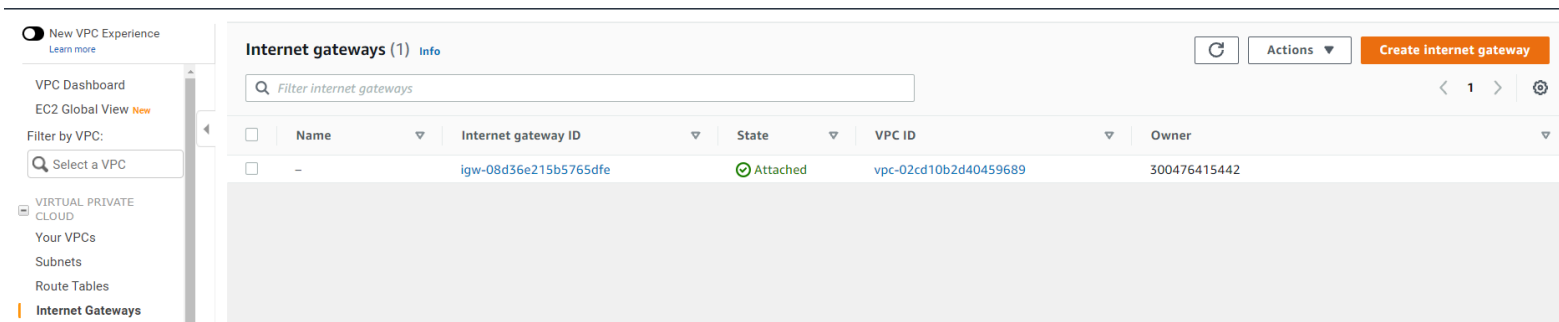 New VPC Experience
Learn more
VPC Dashboard
EC2 Global View New
Filter by VPC:
Select a VPC
VIRTUAL PRIVATE
CLOUD
Your VPCs
Subnets
Route Tables
Internet Gateways
Internet gateways (1) Info
Actions
Create internet gateway
Filter internet gateways
1
Name Internet gateway ID State VPC ID Owner
– igw-08d36e215b5765dfe Attached vpc-02cd10b2d40459689 300476415442